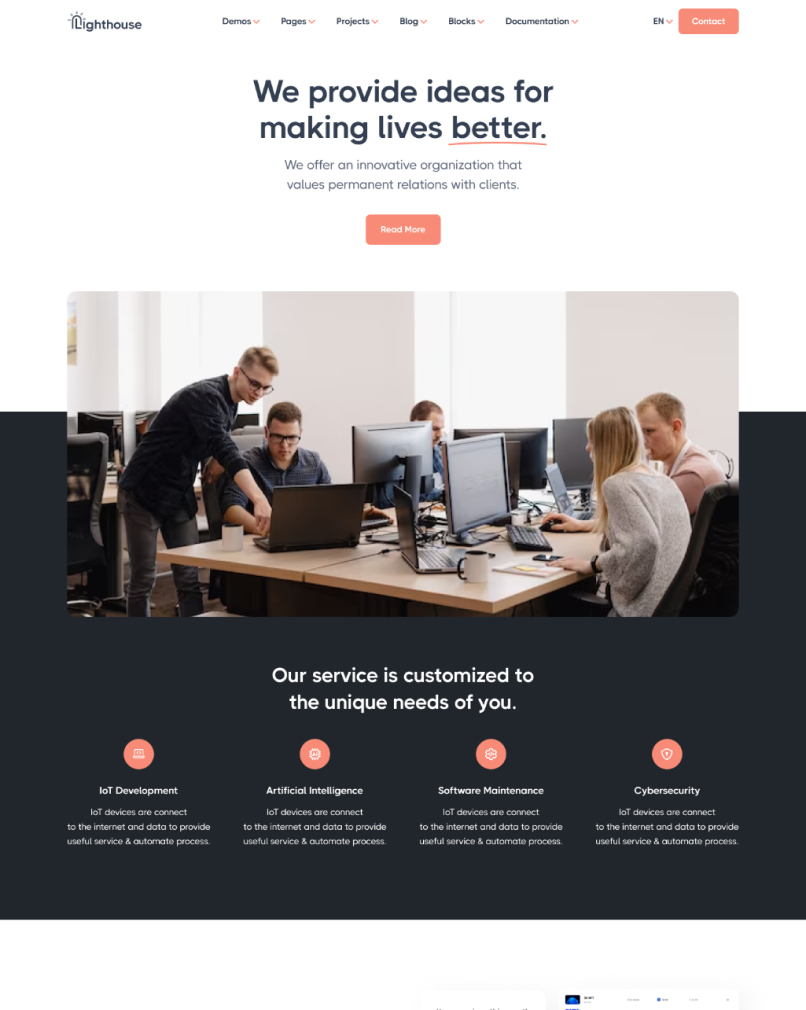 Lighthouse
Demos Pages Projects Blog Blocks Documentation EN Contact
We provide ideas for
making lives better.
We offer an innovative organization that
values permanent relations with clients.
Read More
Our service is customized to
the unique needs of you.
IoT Development
IoT devices are connect
to the internet and data to provide
useful service & automate process.
Artificial Intelligence
IoT devices are connect
to the internet and data to provide
useful service & automate process.
Software Maintenance
IoT devices are connect
to the internet and data to provide
useful service & automate process.
Cybersecurity
IoT devices are connect
to the internet and data to provide
useful service & automate process.